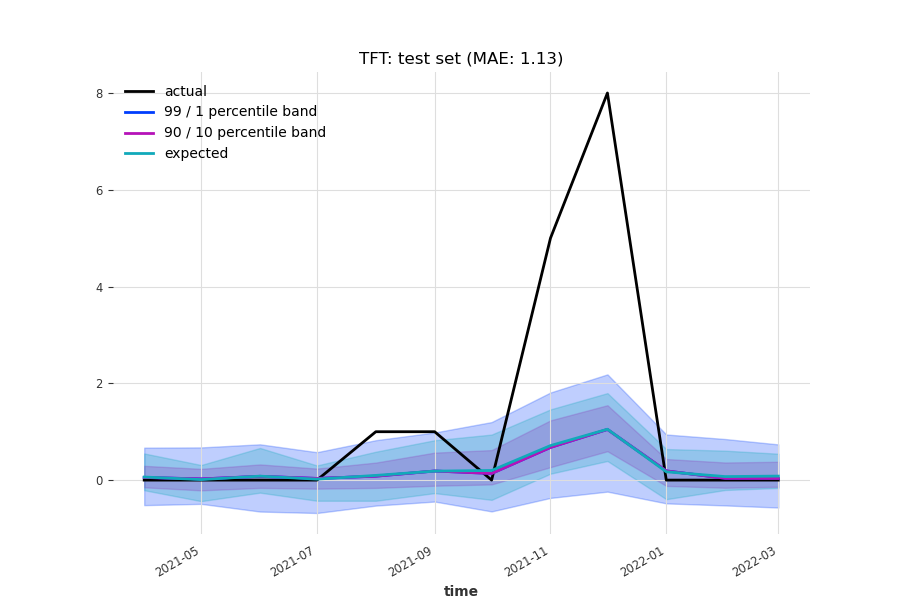 TFT: test set (MAE: 1.13)
actual
99 / 1 percentile band
90 / 10 percentile band
expected
8
6
4
2
0
2021-05
2021-07
2021-09
2021-11
2022-01
2022-03
time